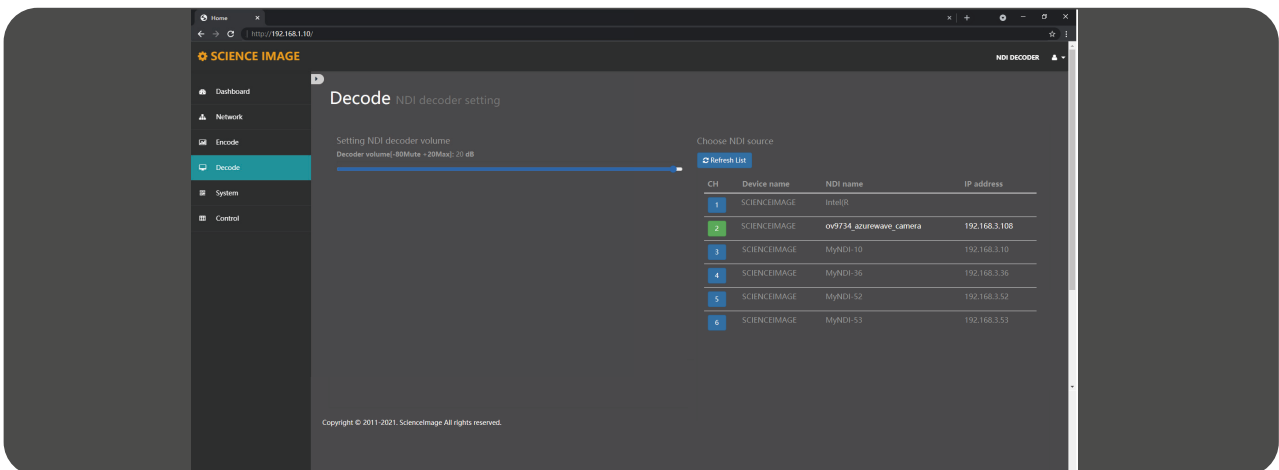 Home
http://192.168.1.10/
SCIENCE IMAGE
NDI DECODER
Dashboard
Network
Encode
Decode
System
Control
Decode NDI decoder setting
Setting NDI decoder volume
Decoder volume[-80Mute +20Max]: 20 dB
Choose NDI source
Refresh List
CH Device name NDI name IP address
1 SCIENCEIMAGE Intel(R
2 SCIENCEIMAGE ov9734_azurewave_camera 192.168.3.108
3 SCIENCEIMAGE MyNDI-10 192.168.3.10
4 SCIENCEIMAGE MyNDI-36 192.168.3.36
5 SCIENCEIMAGE MyNDI-52 192.168.3.52
6 SCIENCEIMAGE MyNDI-53 192.168.3.53
Copyright © 2011-2021. ScienceImage All rights reserved.